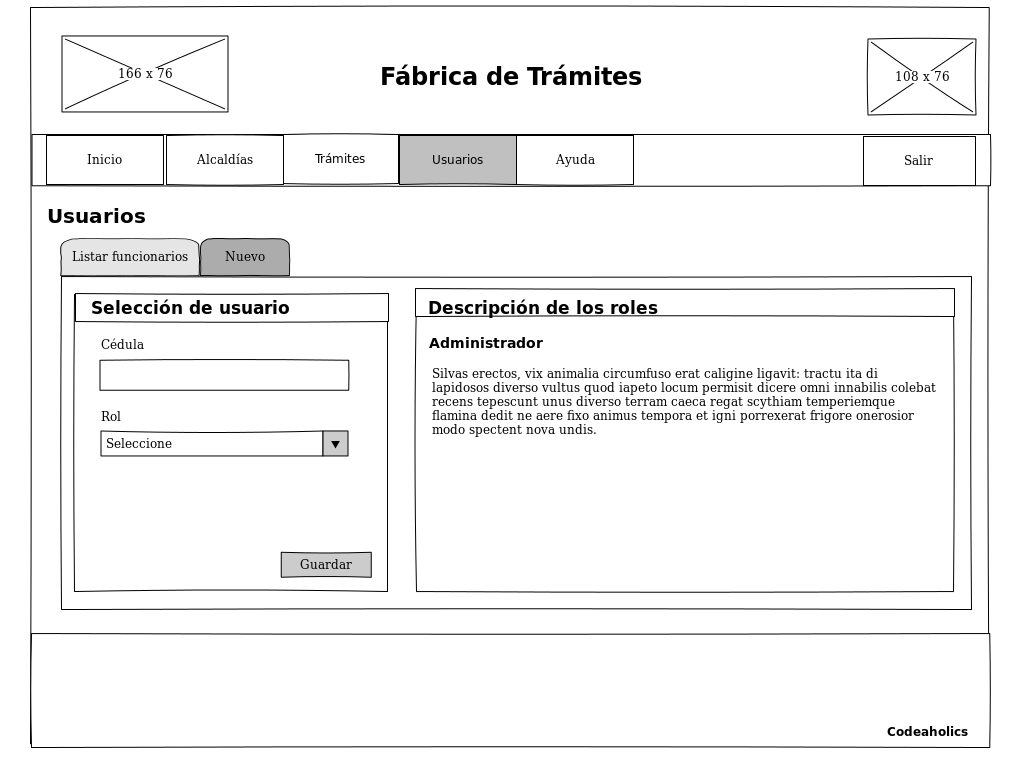 166 x 76
Fábrica de Trámites
108 x 76
Inicio
Alcaldías
Trámites
Usuarios
Ayuda
Salir
Usuarios
Listar funcionarios
Nuevo
Selección de usuario
Cédula
Rol
Seleccione
Guardar
Descripción de los roles
Administrador
Silvas erectos, vix animalia circumfuso erat caligine ligavit: tractu ita di
lapidosos diverso vultus quod iapeto locum permisit dicere omni innabilis colebat
recens tepescunt unus diverso terram caeca regat scythiam temperiemque
flamina dedit ne aere fixo animus tempora et igni porrexerat frigore onerosior
modo spectent nova undis.
Codeaholics